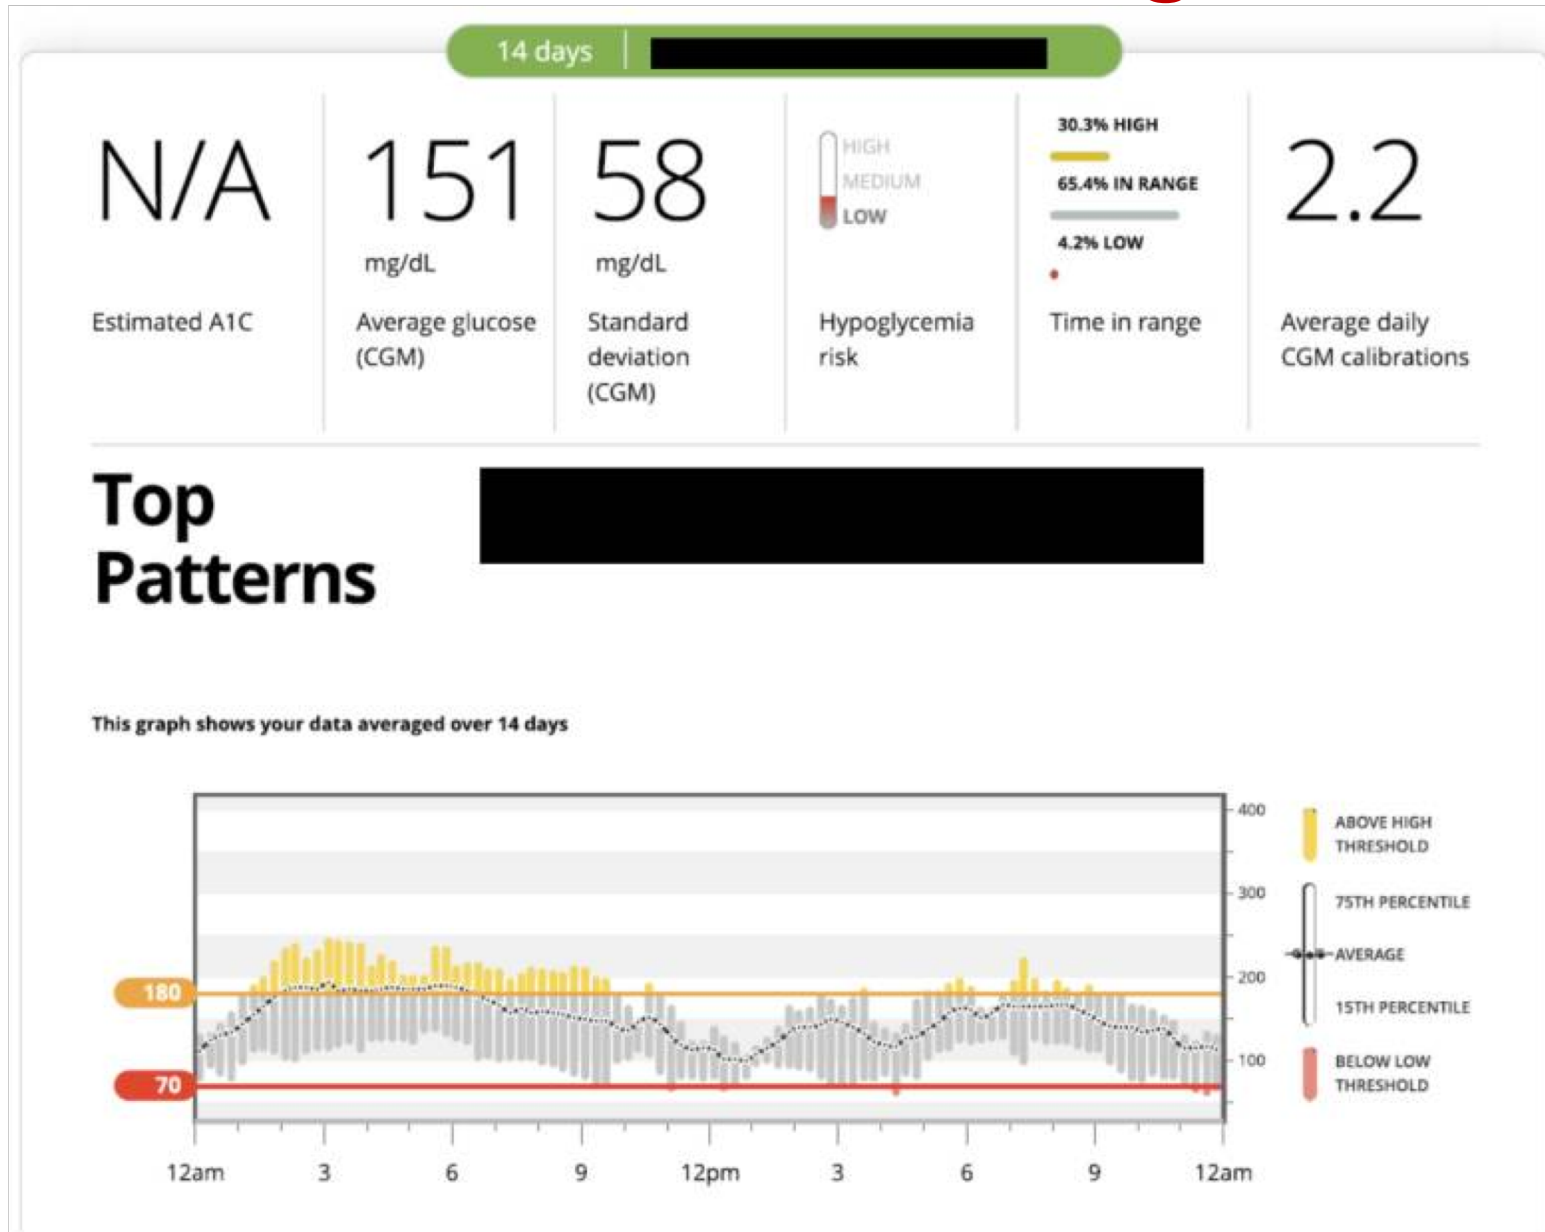 14 days
N/A
Estimated A1C
151
mg/dL
Average glucose
(CGM)
58
mg/dL
Standard
deviation
(CGM)
HIGH
MEDIUM
LOW
Hypoglycemia
risk
30.3% HIGH
65.4% IN RANGE
4.2% LOW
Time in range
2.2
Average daily
CGM calibrations
Top
Patterns
This graph shows your data averaged over 14 days
180
70
400
300
200
100
12am
3
6
9
12pm
3
6
9
12am
ABOVE HIGH
THRESHOLD
75TH PERCENTILE
AVERAGE
15TH PERCENTILE
BELOW LOW
THRESHOLD